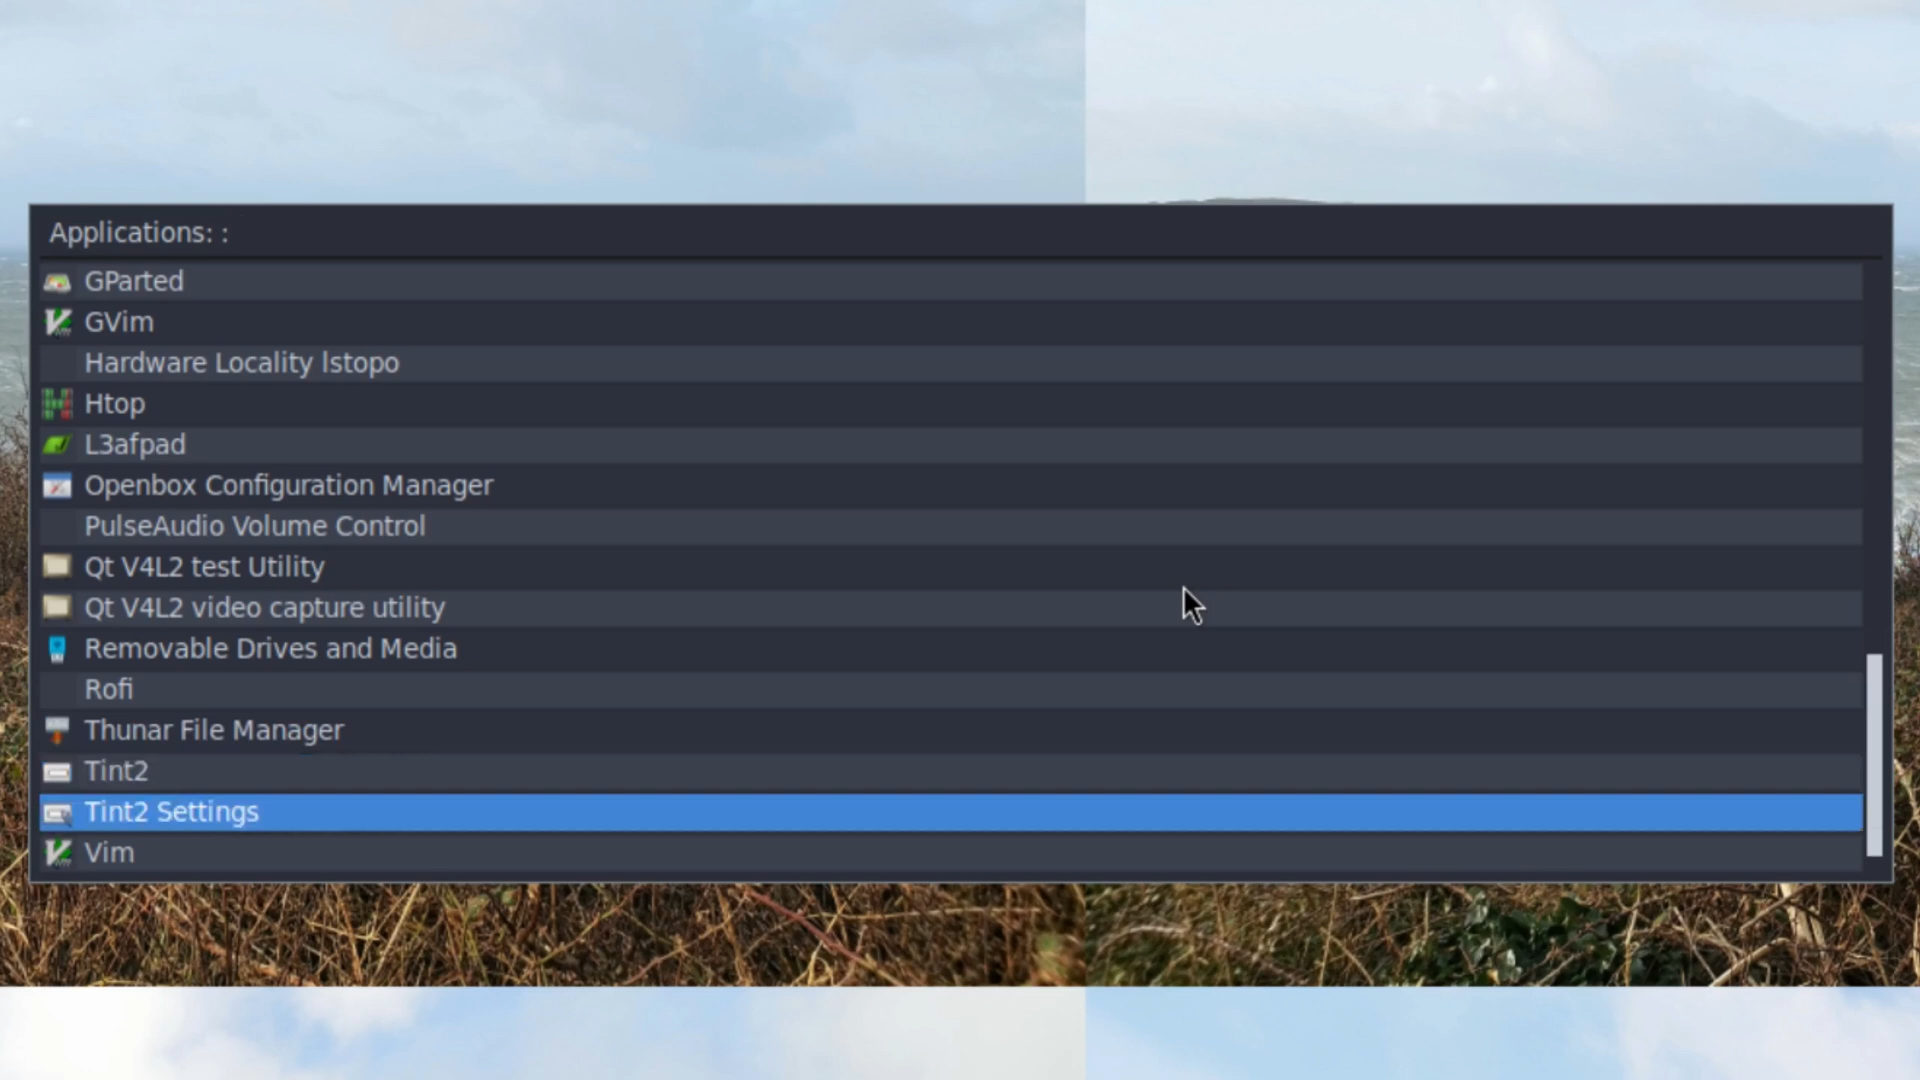 Applications: :
GParted
GVim
Hardware Locality lstopo
Htop
L3afpad
Openbox Configuration Manager
PulseAudio Volume Control
Qt V4L2 test Utility
Qt V4L2 video capture utility
Removable Drives and Media
Rofi
Thunar File Manager
Tint2
Tint2 Settings
Vim